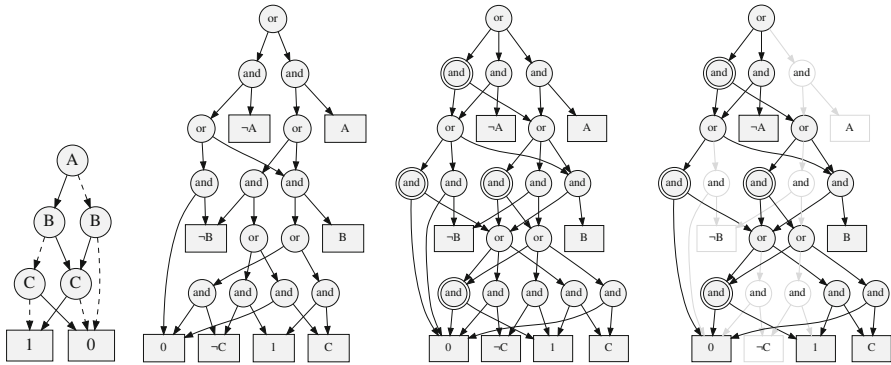 A
B B
C C
1 0
or
and and
or ¬A or A
and and and
¬B or or B
and and and and
0 ¬C 1 C
or
and and and
or ¬A or A
and and and and and
¬B or or B
and and and and and
0 ¬C 1 C
or
and and and
or ¬A or A
and and and and and
¬B or or B
and and and and and
0 ¬C 1 C